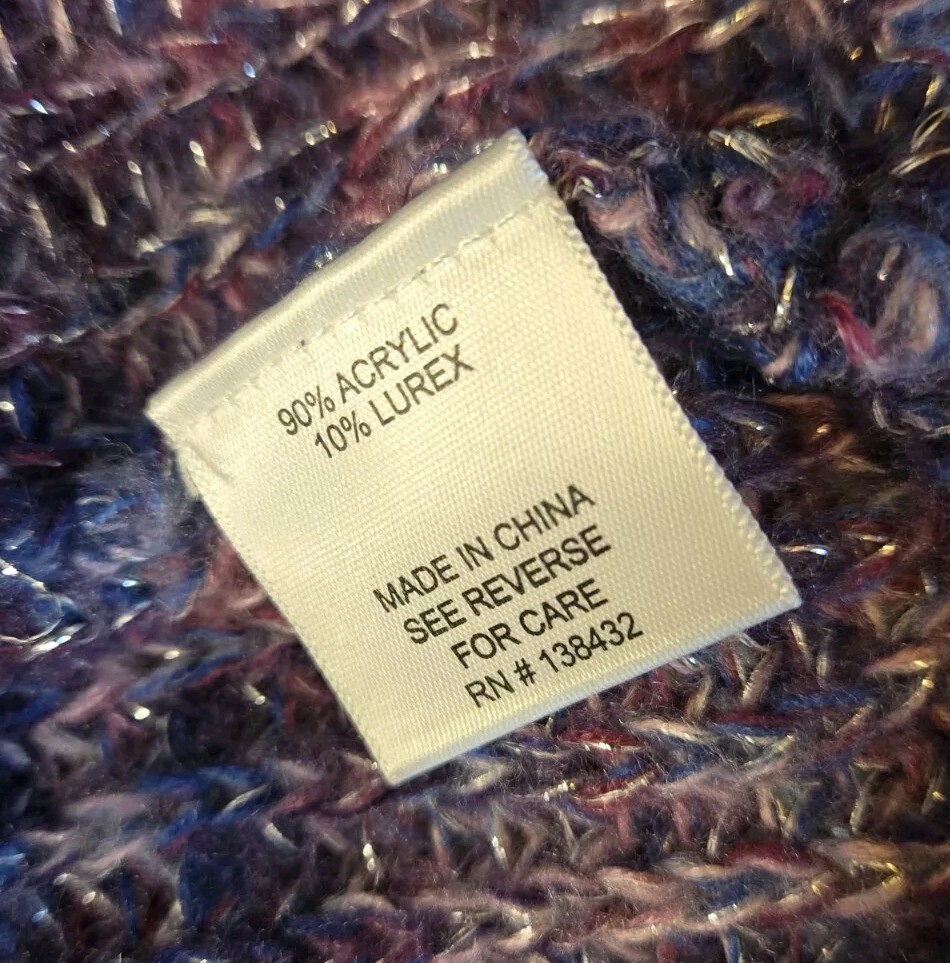 90% ACRYLIC
10% LUREX
MADE IN CHINA
SEE REVERSE
FOR CARE
RN # 138432